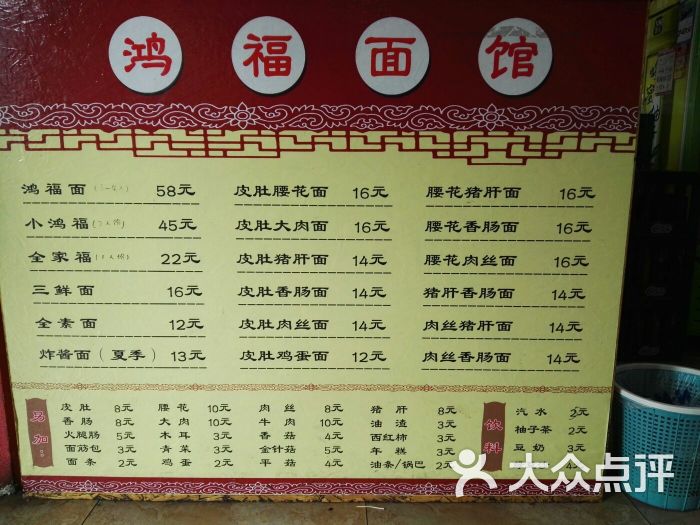 鸿福面馆
鸿福面 58元
小鸿福 45元
全家福 22元
三鲜面 16元
全素面 12元
炸酱面（夏季） 13元
皮肚腰花面 16元
皮肚大肉面 16元
皮肚猪肝面 14元
皮肚香肠面 14元
皮肚肉丝面 14元
皮肚鸡蛋面 12元
腰花猪肝面 16元
腰花香肠面 16元
腰花肉丝面 16元
猪肝香肠面 14元
肉丝猪肝面 14元
肉丝香肠面 14元
另加
皮肚 8元 腰花 10元 肉丝 8元 猪肝 8元
香肠 8元 大肉 10元 牛肉 10元 油渣 3元
火腿肠 5元 木耳 3元 香菇 4元 西红柿 3元
面筋包 3元 青菜 3元 金针菇 5元 年糕 3元
面条 2元 鸡蛋 2元 平菇 4元 油条/锅巴 2元
饮料
汽水 2元
柚子茶 2元
豆奶 3元
4元
大众点评